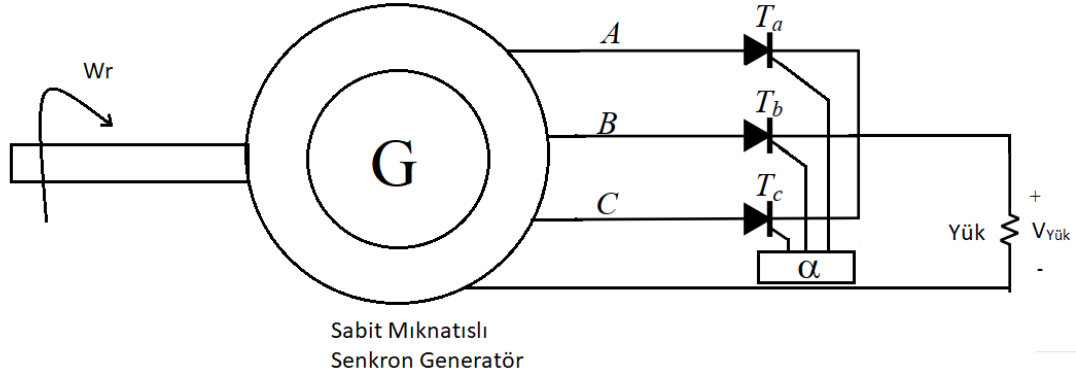 Wr
G
A
B
C
Ta
Tb
Tc
α
Yük
+
VYük
-
Sabit Mıknatıslı
Senkron Generatör